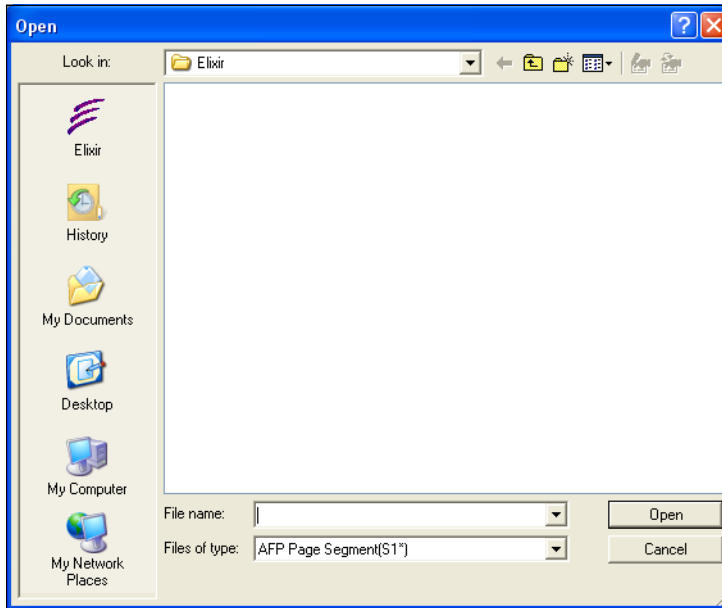 Open
Look in:
Elixir
Elixir
History
My Documents
Desktop
My Computer
My Network
Places
File name:
Open
Files of type:
AFP Page Segment(S1*)
Cancel